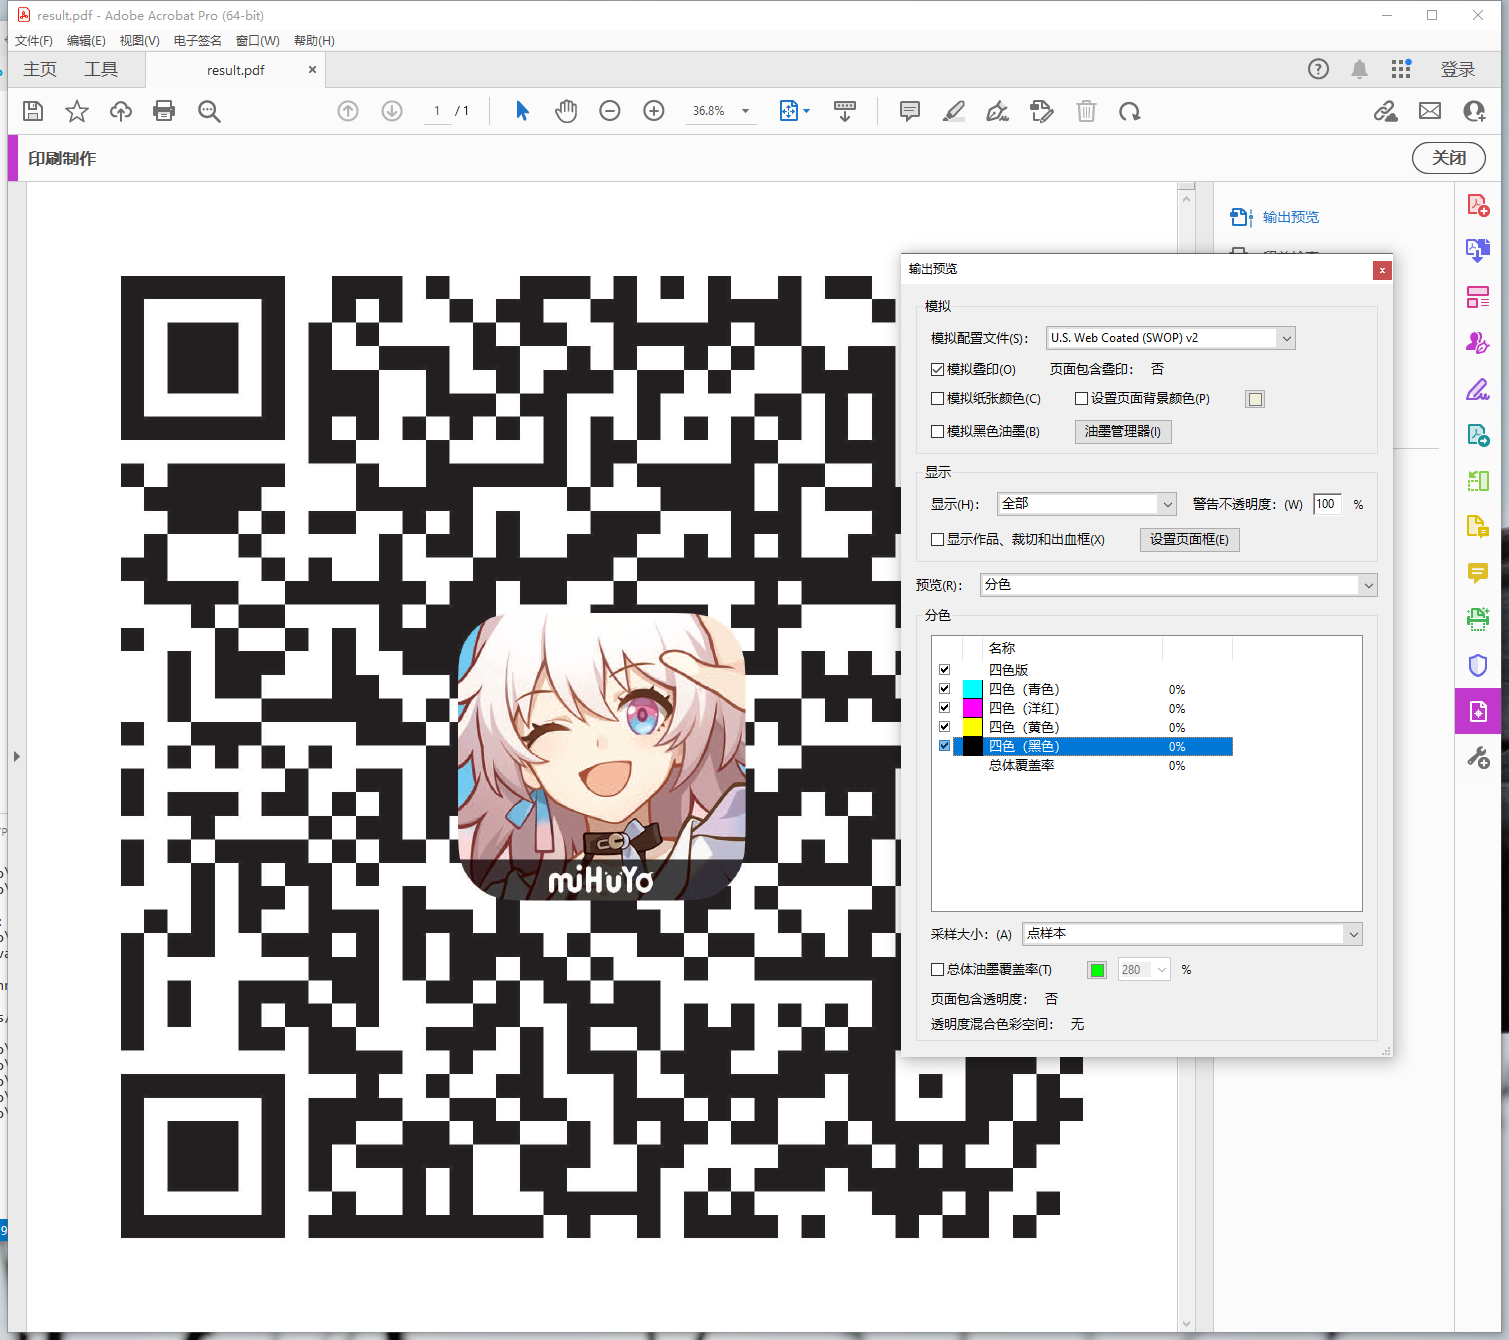 result.pdf - Adobe Acrobat Pro (64-bit)
文件(F) 编辑(E) 视图(V) 电子签名 窗口(W) 帮助(H)
主页 工具 result.pdf × 登录
1 / 1 36.8%
印刷制作 关闭
输出预览
输出预览
模拟
模拟配置文件(S): U.S. Web Coated (SWOP) v2
模拟叠印(O) 页面包含叠印: 否
模拟纸张颜色(C) 设置页面背景颜色(P)
模拟黑色油墨(B) 油墨管理器(I)
显示
显示(H): 全部 警告不透明度: (W) 100 %
显示作品、裁切和出血框(X) 设置页面框(E)
预览(R): 分色
分色
名称
四色版
四色（青色） 0%
四色（洋红） 0%
四色（黄色） 0%
四色（黑色） 0%
总体覆盖率 0%
采样大小: (A) 点样本
总体油墨覆盖率(T) 280 %
页面包含透明度: 否
透明度混合色彩空间: 无
miHoYo